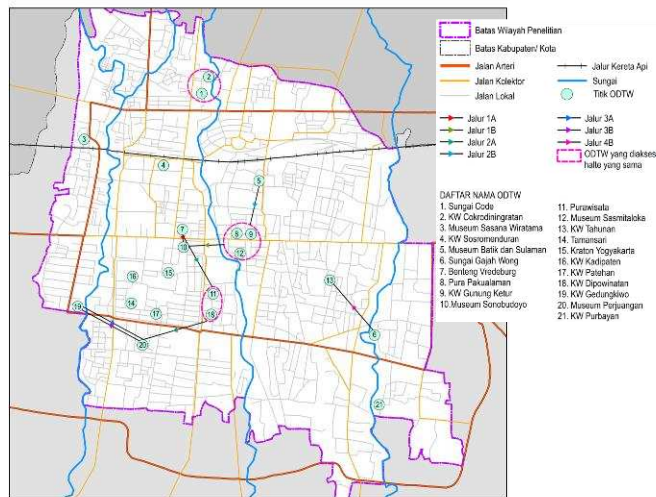 Batas Wilayah Penelitian
Batas Kabupaten/ Kota
Jalan Arteri
Jalan Kolektor
Jalan Lokal
Jalur Kereta Api
Sungai
Titik ODTW
Jalur 1A
Jalur 1B
Jalur 2A
Jalur 2B
Jalur 3A
Jalur 3B
Jalur 4B
ODTW yang diakses
halte yang sama
DAFTAR NAMA ODTW
1. Sungai Code
2. KW Cokrodiningratan
3. Museum Sasana Wiratama
4. KW Sosromenduran
5. Museum Batik dan Sulaman
6. Sungai Gajah Wong
7. Benteng Vredeburg
8. Pura Pakualaman
9. KW Gunung Ketur
10. Museum Sonobudoyo
11. Purawisata
12. Museum Sasmitaloka
13. KW Tahunan
14. Tamansari
15. Kraton Yogyakarta
16. KW Kadipaten
17. KW Patehan
18. KW Dipowinatan
19. KW Gedungkiwo
20. Museum Perjuangan
21. KW Purbayan
2
1
3
4
5
7
8
9
10
12
13
15
16
11
14
17
18
19
20
6
21